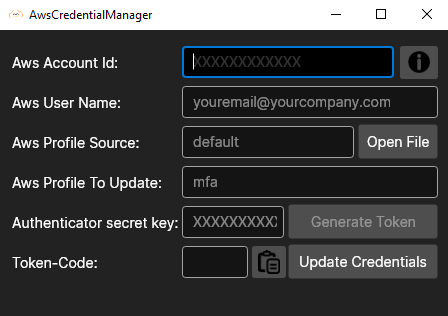 AwsCredentialManager
Aws Account Id: XXXXXXXXXXXX
Aws User Name: youremail@yourcompany.com
Aws Profile Source: default Open File
Aws Profile To Update: mfa
Authenticator secret key: XXXXXXXXX Generate Token
Token-Code: Update Credentials